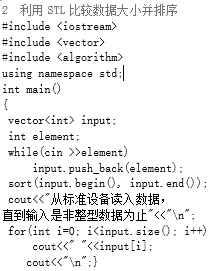 2  利用STL比较数据大小并排序
#include <iostream>
#include <vector>
#include <algorithm>
using namespace std;
int main()
{
 vector<int> input;
 int element;
 while(cin >>element)
     input.push_back(element);
 sort(input.begin(), input.end());
 cout<<"从标准设备读入数据，
直到输入是非整型数据为止"<<"\n";
 for(int i=0; i<input.size(); i++)
     cout<<" "<<input[i];
     cout<<"\n";}